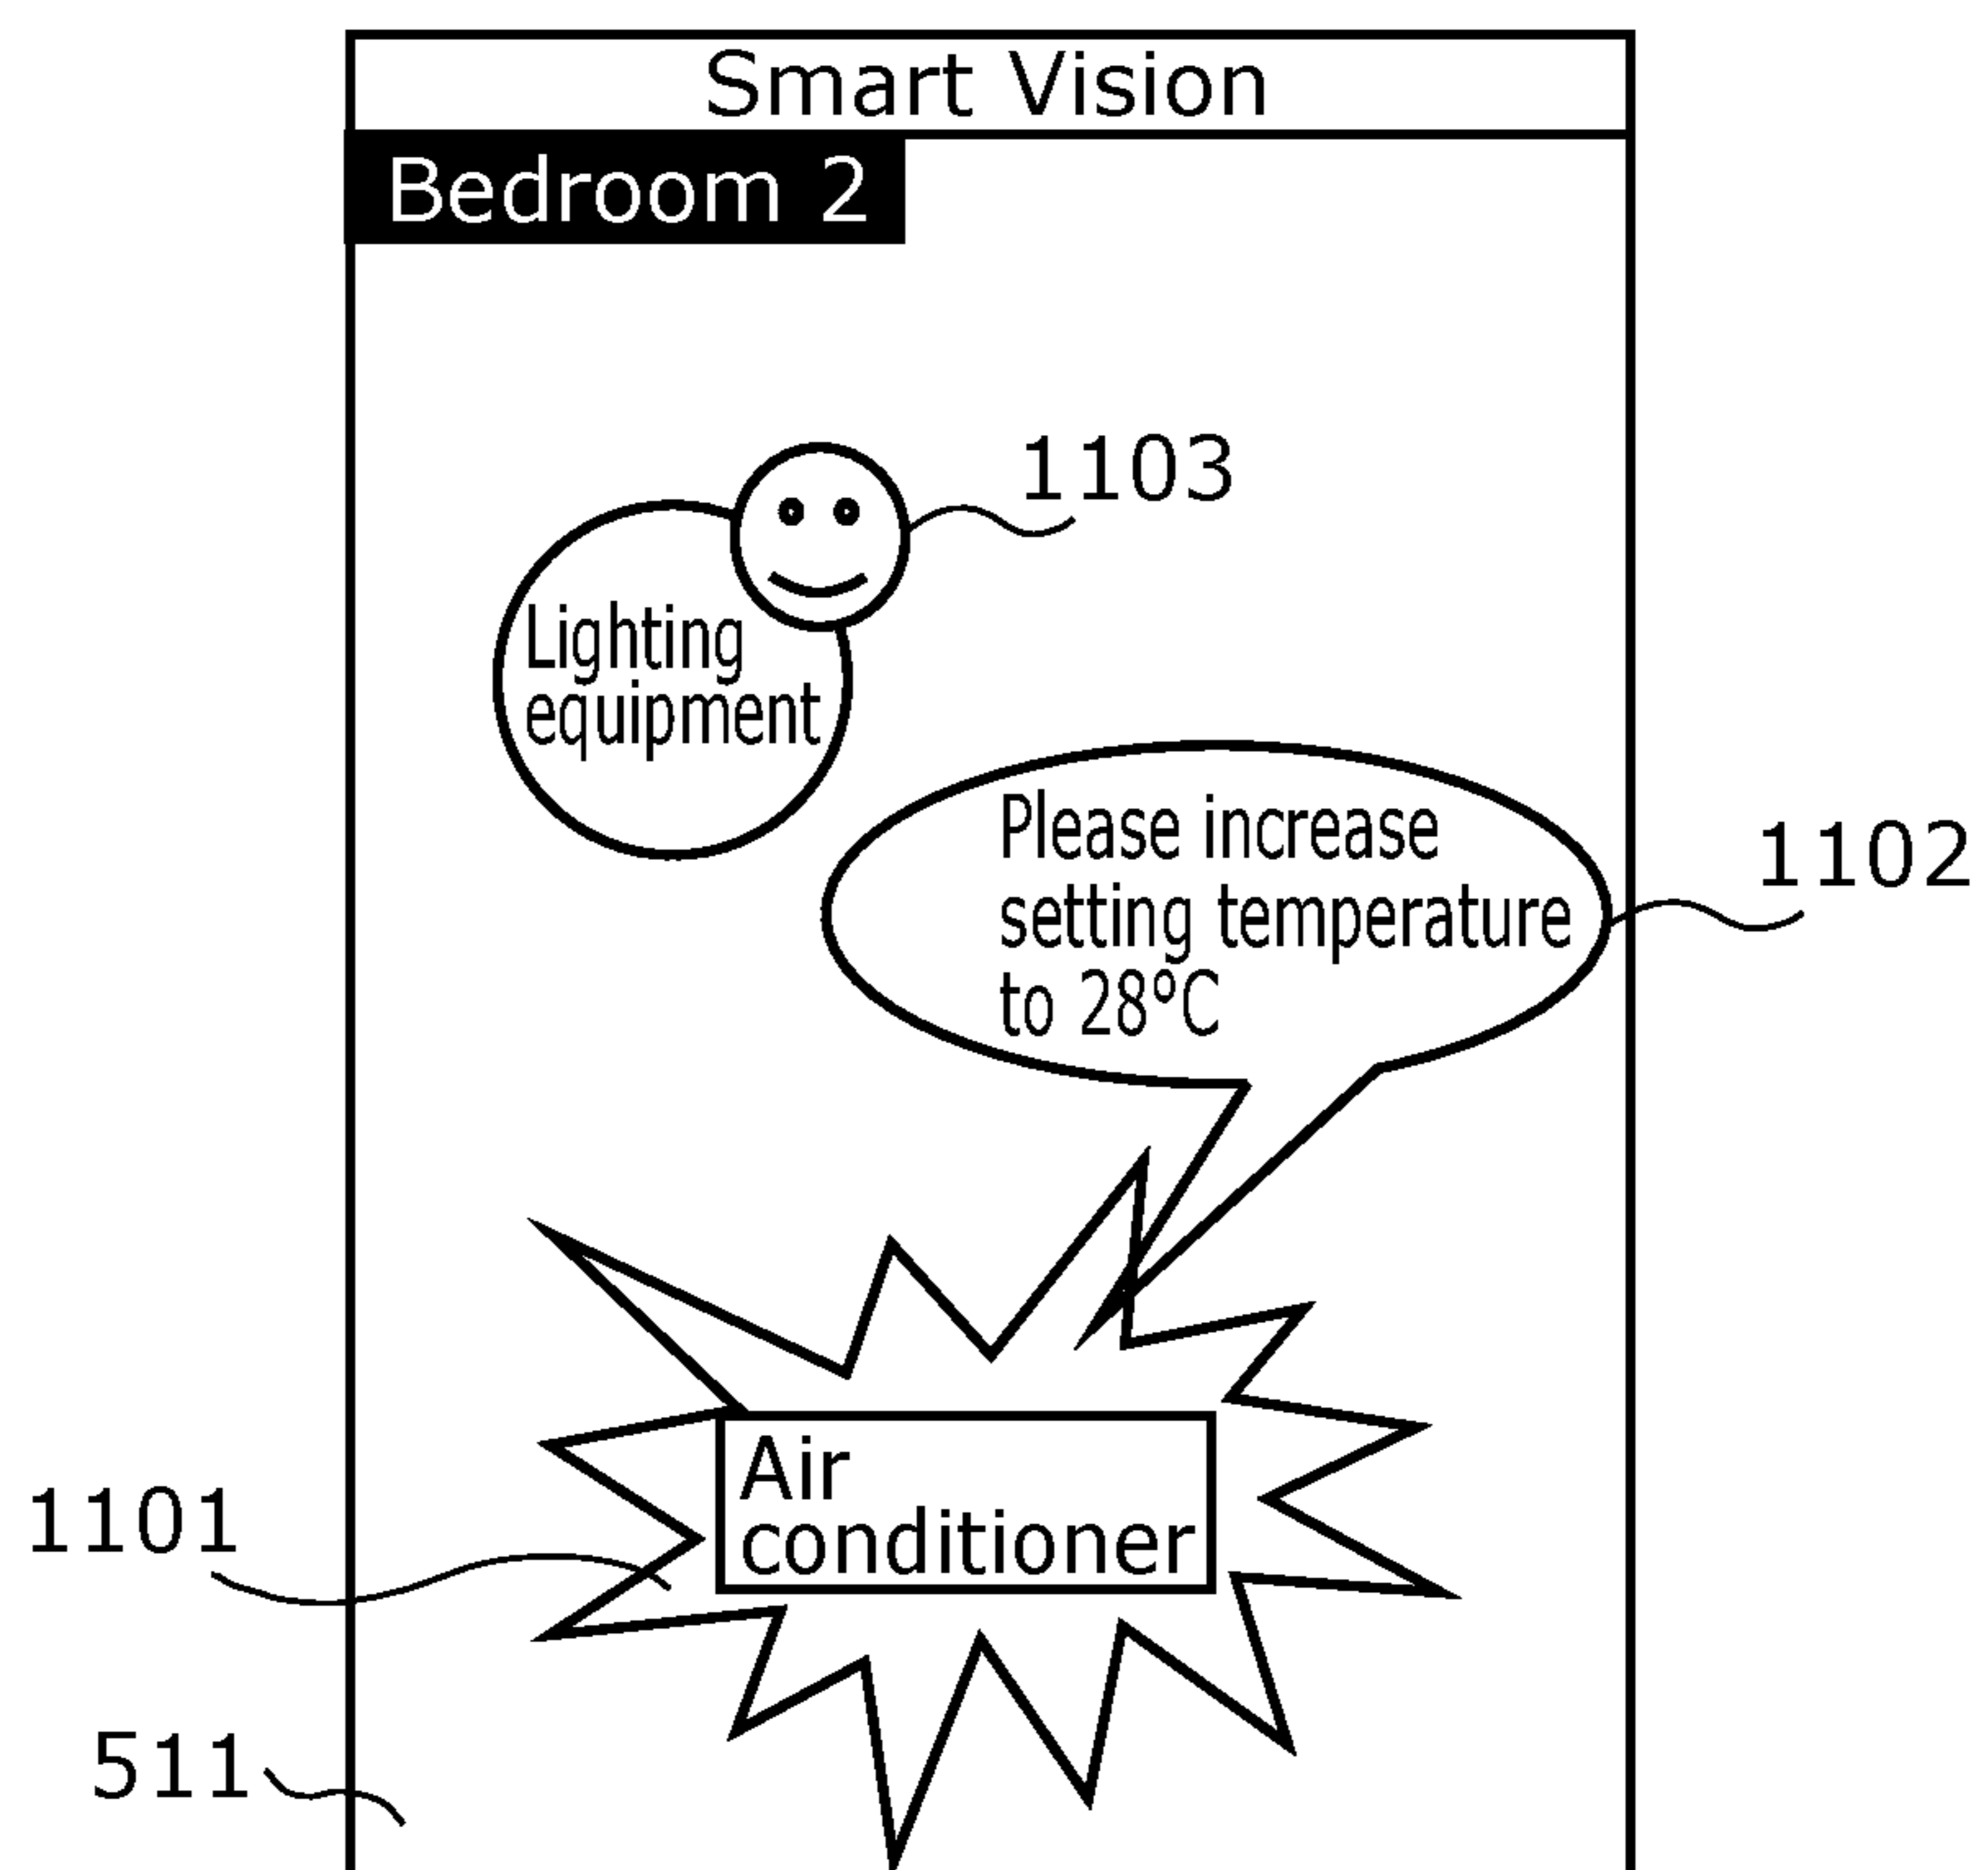 Smart Vision
Bedroom 2
1103
Lighting
equipment
Please increase
setting temperature
to 28°C
1102
Air
conditioner
1101
511